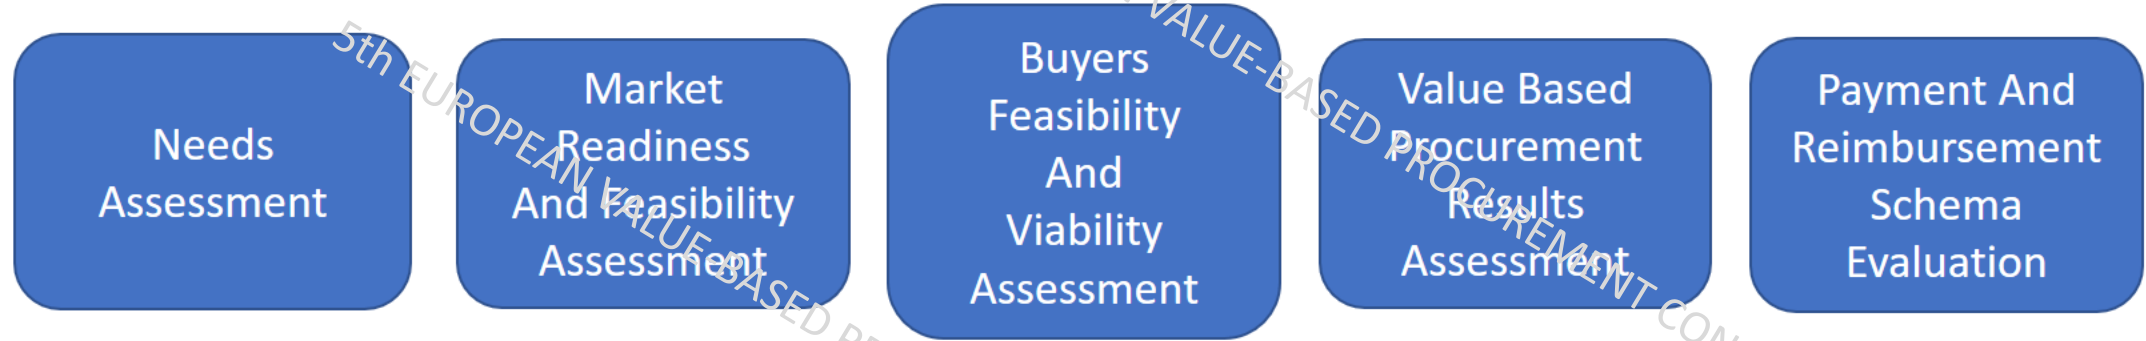 Needs
Assessment
Market
Readiness
And Feasibility
Assessment
Buyers
Feasibility
And
Viability
Assessment
Value Based
Procurement
Results
Assessment
Payment And
Reimbursement
Schema
Evaluation
5th EUROPEAN VALUE-BASED
VALUE-BASED PROCUREMENT